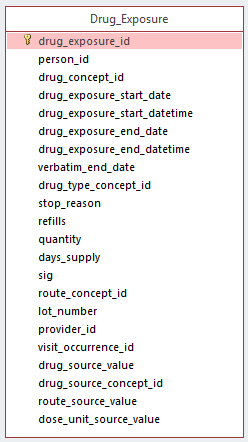 Drug_Exposure
drug_exposure_id
person_id
drug_concept_id
drug_exposure_start_date
drug_exposure_start_datetime
drug_exposure_end_date
drug_exposure_end_datetime
verbatim_end_date
drug_type_concept_id
stop_reason
refills
quantity
days_supply
sig
route_concept_id
lot_number
provider_id
visit_occurrence_id
drug_source_value
drug_source_concept_id
route_source_value
dose_unit_source_value